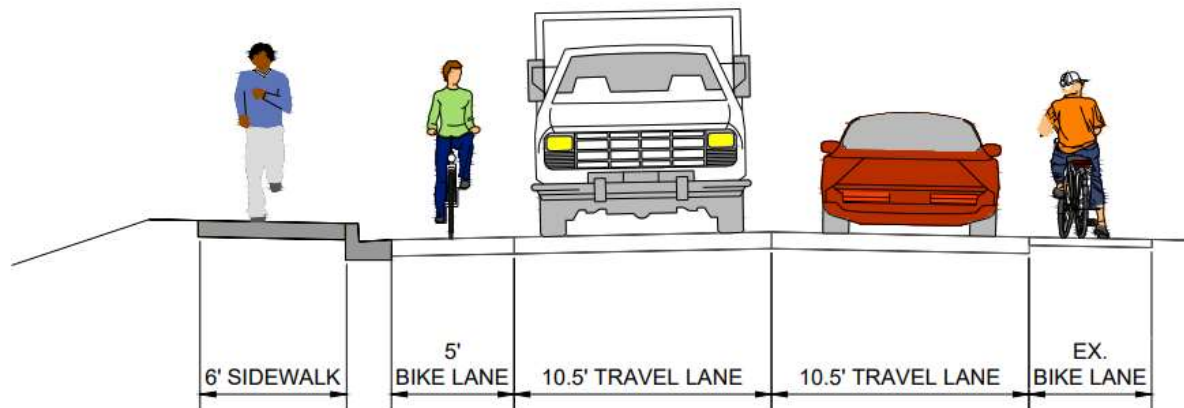 6' SIDEWALK
5'
BIKE LANE
10.5' TRAVEL LANE
10.5' TRAVEL LANE
EX.
BIKE LANE